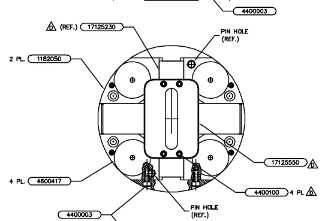 4400003
(REF.) 17125230
PIN HOLE
(REF.)
2 PL. 1182050
17125550
4 PL. 4600417
4400100 4 PL
4400003
PIN HOLE
(REF.)